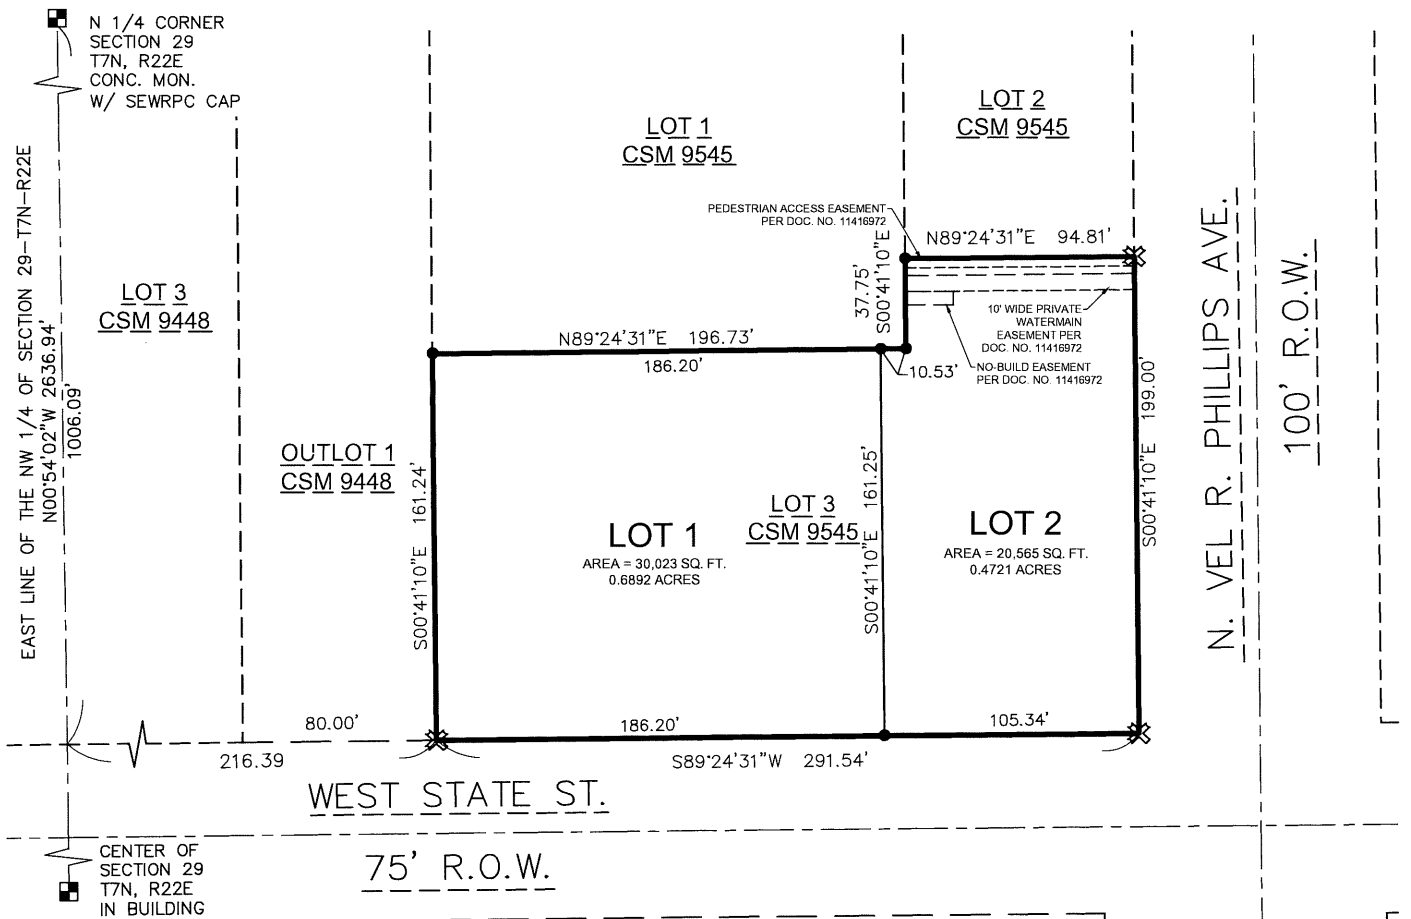 N 1/4 CORNER
SECTION 29
T7N, R22E
CONC. MON.
W/ SEWRPC CAP
EAST LINE OF THE NW 1/4 OF SECTION 29–T7N–R22E
N00°54'02"W 2636.94'
1006.09'
LOT 3
CSM 9448
OUTLOT 1
CSM 9448
LOT 1
CSM 9545
LOT 2
CSM 9545
PEDESTRIAN ACCESS EASEMENT
PER DOC. NO. 11416972
N89°24'31"E 94.81'
37.75'
S00°41'10"E
10' WIDE PRIVATE
WATERMAIN
EASEMENT PER
DOC. NO. 11416972
NO-BUILD EASEMENT
PER DOC. NO. 11416972
N89°24'31"E 196.73'
186.20'
10.53'
S00°41'10"E 161.24'
LOT 1
AREA = 30,023 SQ. FT.
0.6892 ACRES
LOT 3
CSM 9545
S00°41'10"E 161.25'
LOT 2
AREA = 20,565 SQ. FT.
0.4721 ACRES
S00°41'10"E 199.00'
N. VEL R. PHILLIPS AVE.
100' R.O.W.
80.00'
216.39
186.20'
105.34'
S89°24'31"W 291.54'
WEST STATE ST.
75' R.O.W.
CENTER OF
SECTION 29
T7N, R22E
IN BUILDING